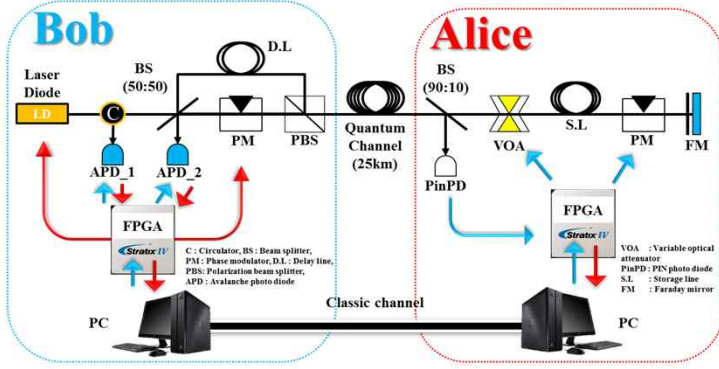 Bob
Alice
Laser
Diode
LD
C
BS
(50:50)
D.L
PM
PBS
APD_1
APD_2
Quantum
Channel
(25km)
BS
(90:10)
PinPD
VOA
S.L
PM
FM
FPGA
Stratix IV
FPGA
Stratix IV
C : Circulator, BS : Beam splitter,
PM : Phase modulator, D.L : Delay line,
PBS: Polarization beam splitter,
APD : Avalanche photo diode
VOA : Variable optical
attenuator
PinPD : PIN photo diode
S.L : Storage line
FM : Faraday mirror
PC
Classic channel
PC